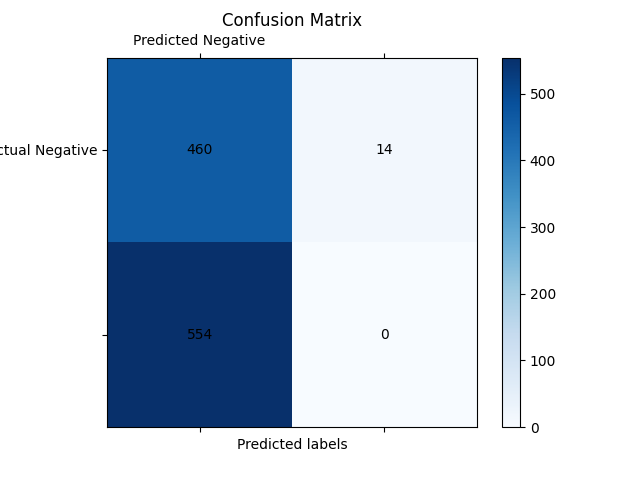 Confusion Matrix
Predicted Negative
ctual Negative
460
14
554
0
Predicted labels
500
400
300
200
100
0